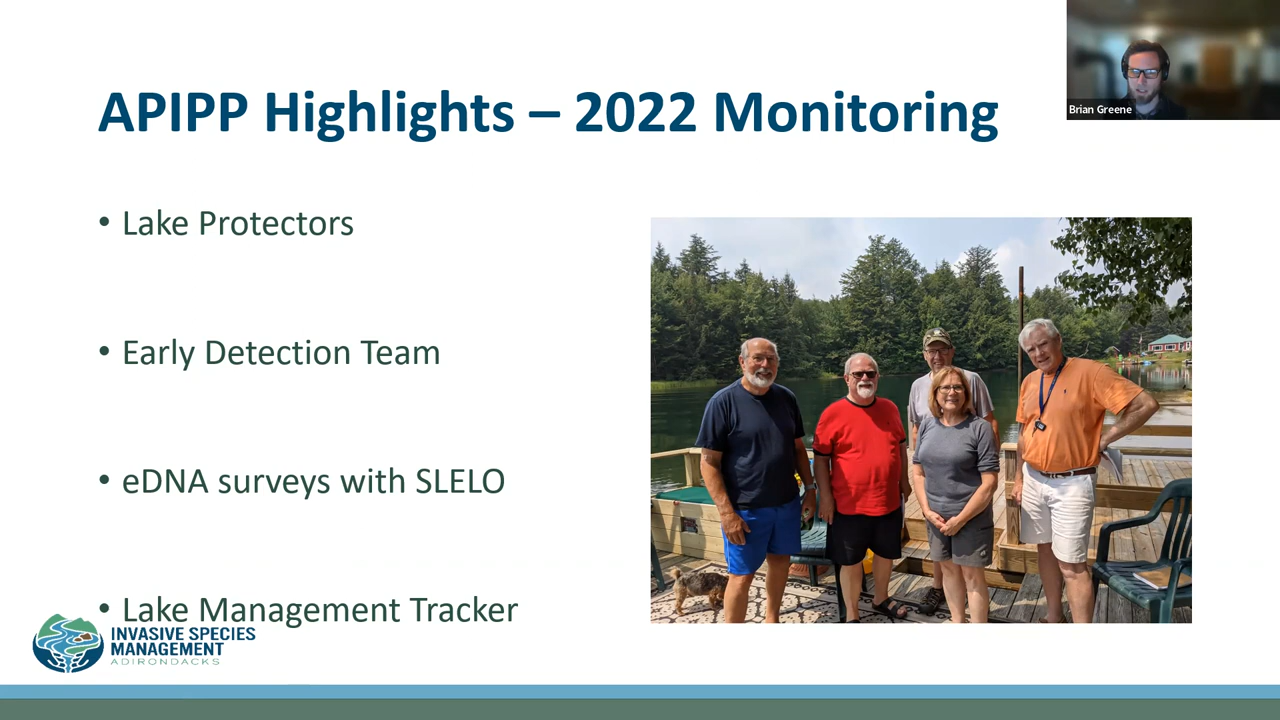 APIPP Highlights – 2022 Monitoring
Brian Greene
• Lake Protectors
• Early Detection Team
• eDNA surveys with SLELO
• Lake Management Tracker
INVASIVE SPECIES
MANAGEMENT
ADIRONDACKS